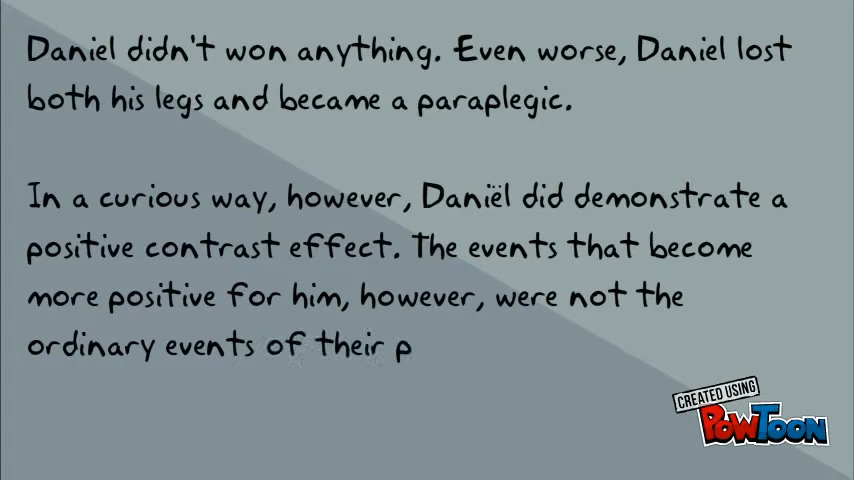 Daniel didn't won anything. Even worse, Daniel lost
both his legs and became a paraplegic.
In a curious way, however, Daniël did demonstrate a
positive contrast effect. The events that become
more positive for him, however, were not the
ordinary events of their p
CREATED USING
POWTOON